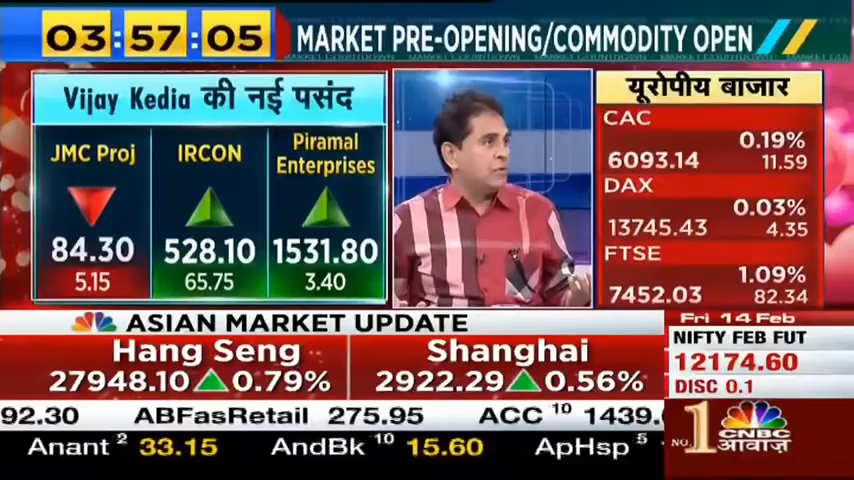 03:57:05
MARKET PRE-OPENING/COMMODITY OPEN
Vijay Kedia की नई पसंद
JMC Proj
84.30
5.15
IRCON
528.10
65.75
Piramal
Enterprises
1531.80
3.40
यूरोपीय बाजार
CAC
0.19%
6093.14
11.59
DAX
0.03%
13745.43
4.35
FTSE
1.09%
7452.03
82.34
ASIAN MARKET UPDATE
Hang Seng
27948.10 0.79%
Shanghai
2922.29 0.56%
Fri 14 Feb
NIFTY FEB FUT
12174.60
DISC 0.1
92.30 ABFasRetail 275.95 ACC 10 1439.
Anant 2 33.15 AndBk 10 15.60 ApHsp 5
NO. 1
CNBC
आवाज़